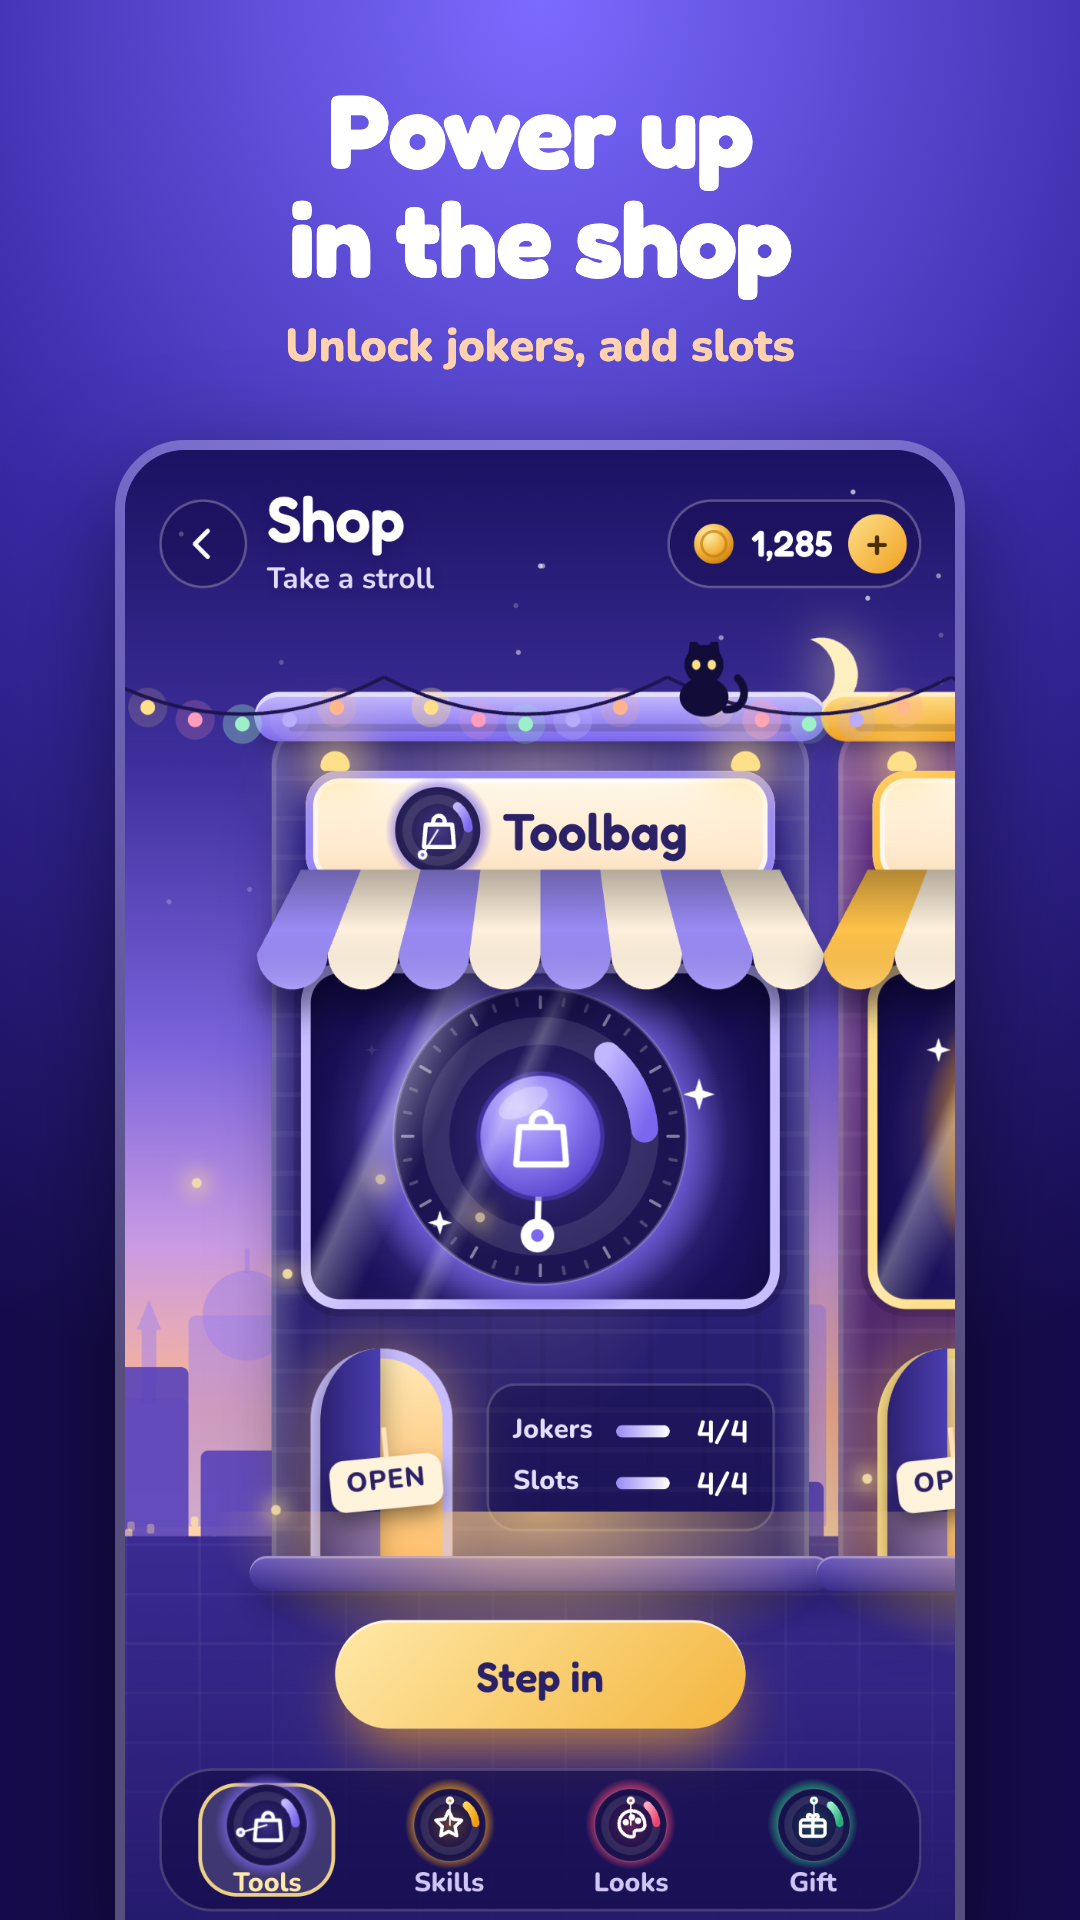 Power up
in the shop
Unlock jokers, add slots
Shop
Take a stroll
1,285
+
Toolbag
OPEN
Jokers 4/4
Slots 4/4
OP
Step in
Tools
Skills
Looks
Gift